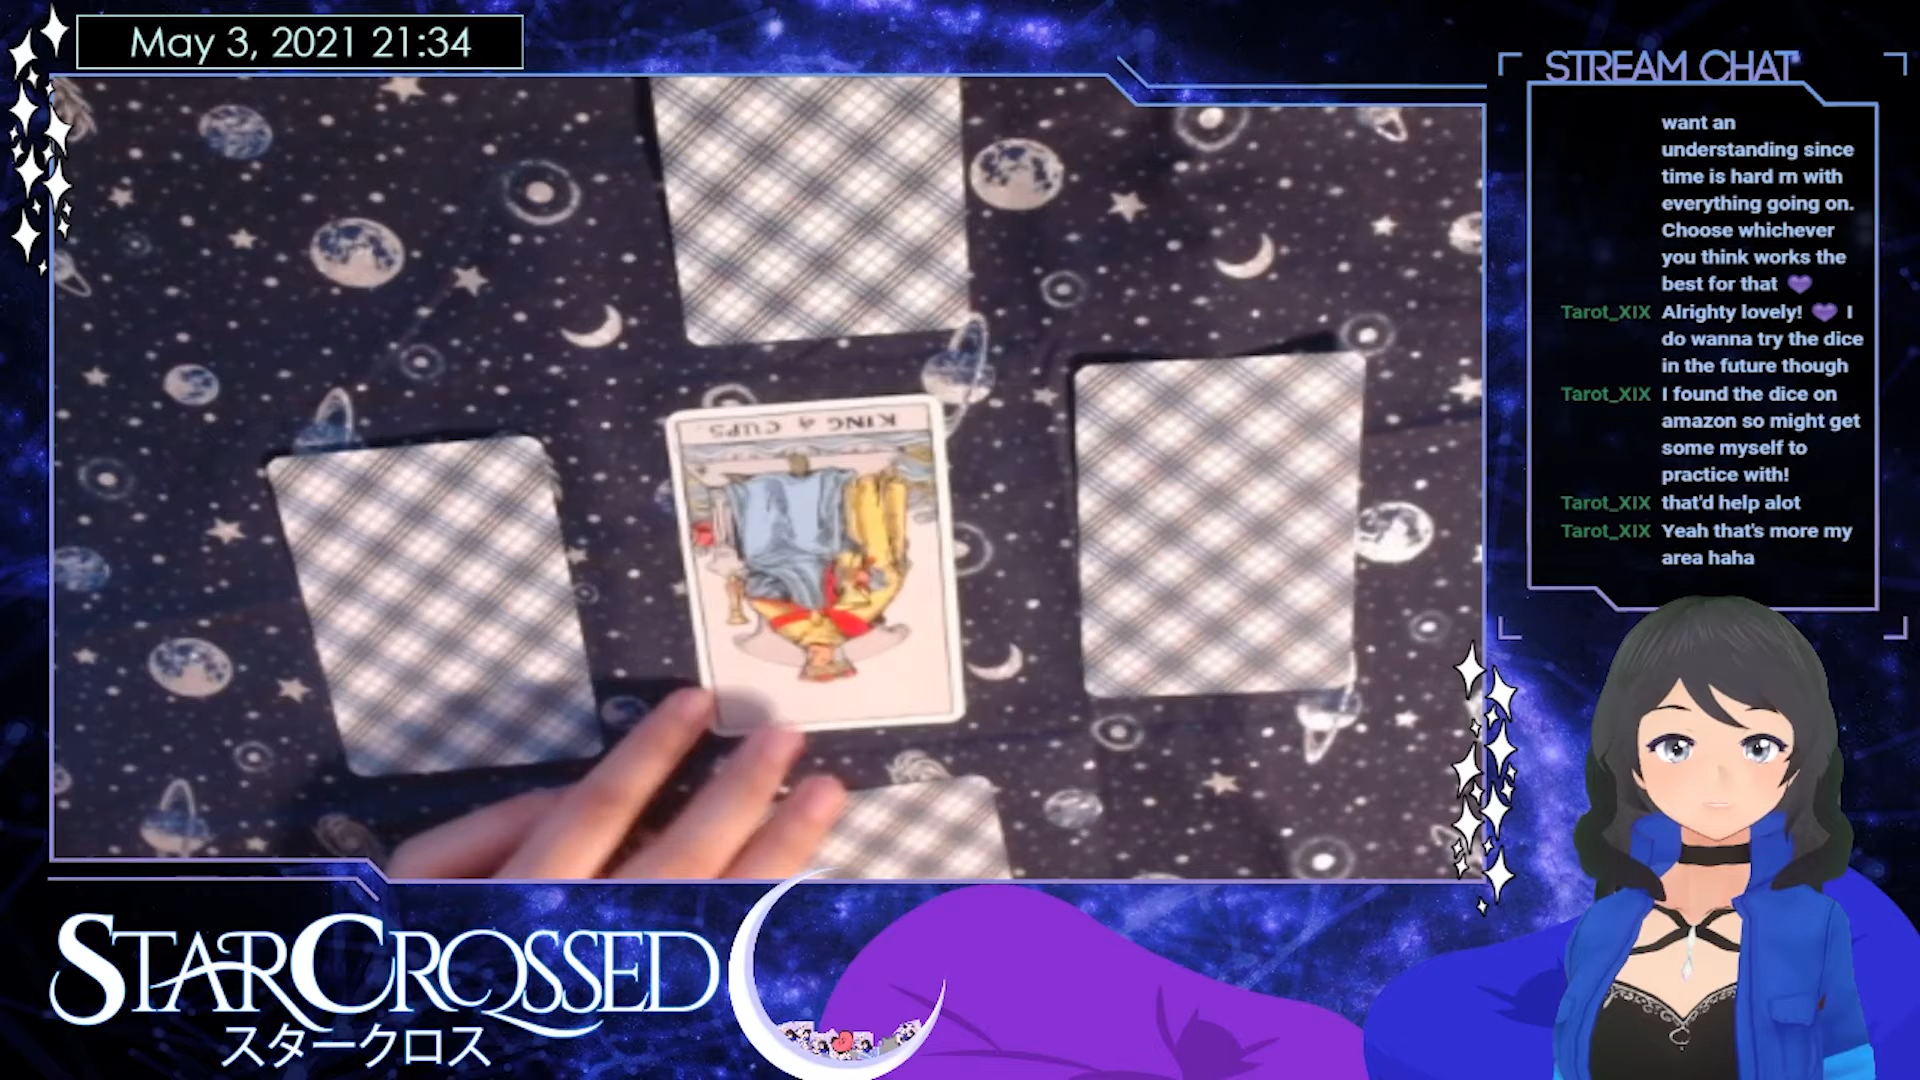 May 3, 2021 21:34
STREAM CHAT
want an
understanding since
time is hard rn with
everything going on.
Choose whichever
you think works the
best for that
Tarot_XIX Alrighty lovely! I
do wanna try the dice
in the future though
Tarot_XIX I found the dice on
amazon so might get
some myself to
practice with!
Tarot_XIX that'd help alot
Tarot_XIX Yeah that's more my
area haha
KING of CUPS.
STARCROSSED
スタークロス